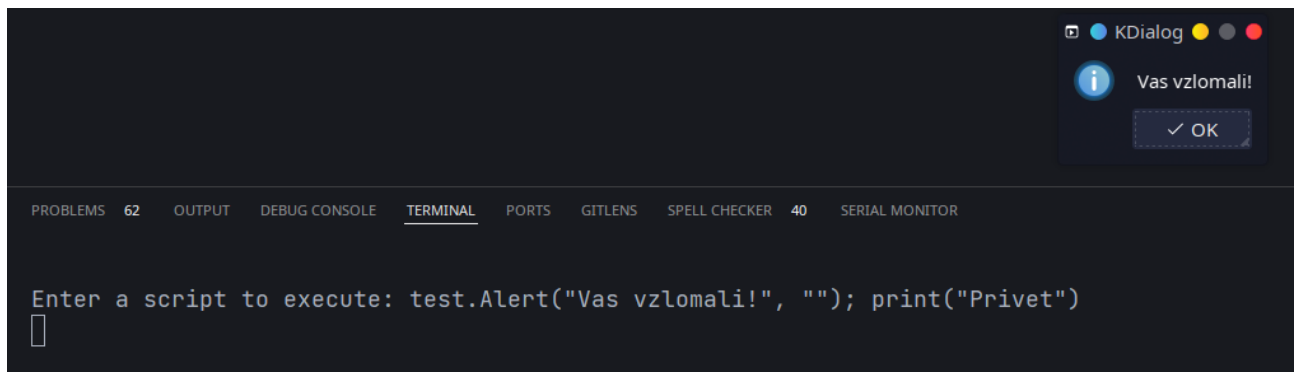 KDialog
Vas vzlomali!
OK
PROBLEMS 62 OUTPUT DEBUG CONSOLE TERMINAL PORTS GITLENS SPELL CHECKER 40 SERIAL MONITOR
Enter a script to execute: test.Alert("Vas vzlomali!", ""); print("Privet")